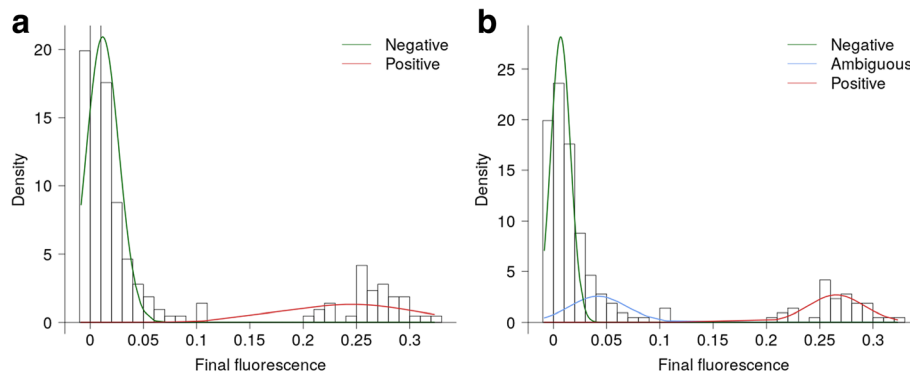 a
Negative
Positive
Density
20
15
10
5
0
0 0.05 0.1 0.15 0.2 0.25 0.3
Final fluorescence
b
Negative
Ambiguous
Positive
Density
25
20
15
10
5
0
0 0.05 0.1 0.15 0.2 0.25 0.3
Final fluorescence